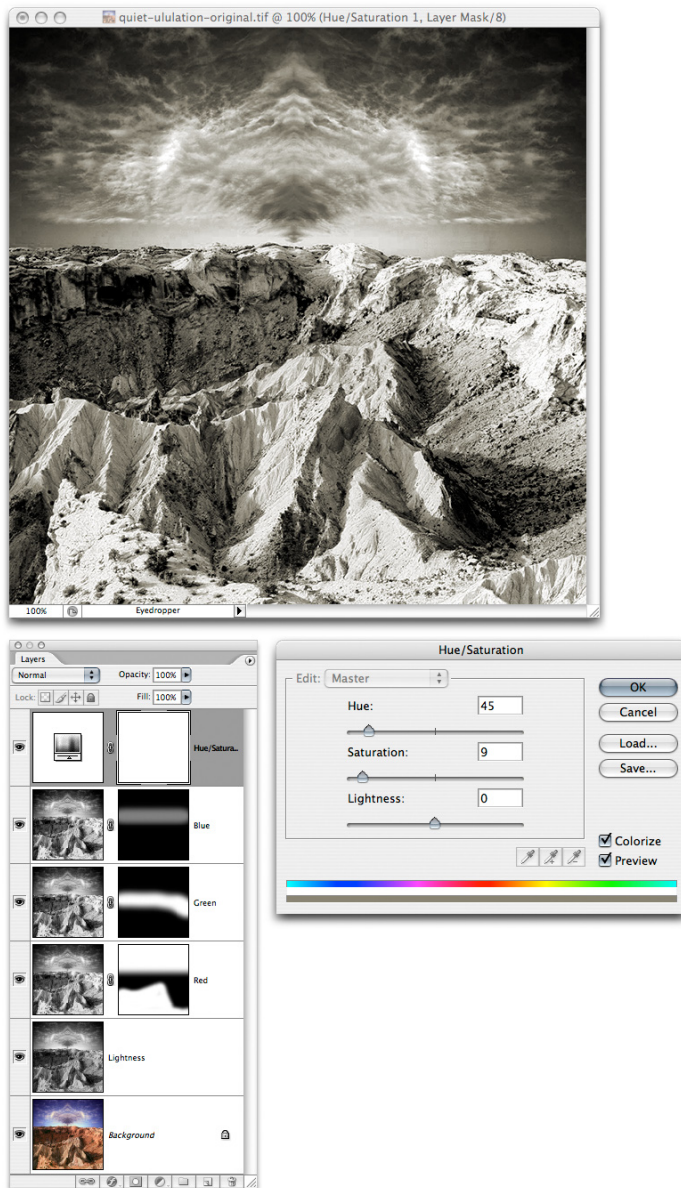 quiet-ululation-original.tif @ 100% (Hue/Saturation 1, Layer Mask/8)
100% Eyedropper
Layers
Normal Opacity: 100%
Lock: Fill: 100%
Hue/Satura...
Blue
Green
Red
Lightness
Background
Hue/Saturation
Edit: Master
Hue: 45
Saturation: 9
Lightness: 0
OK
Cancel
Load...
Save...
Colorize
Preview